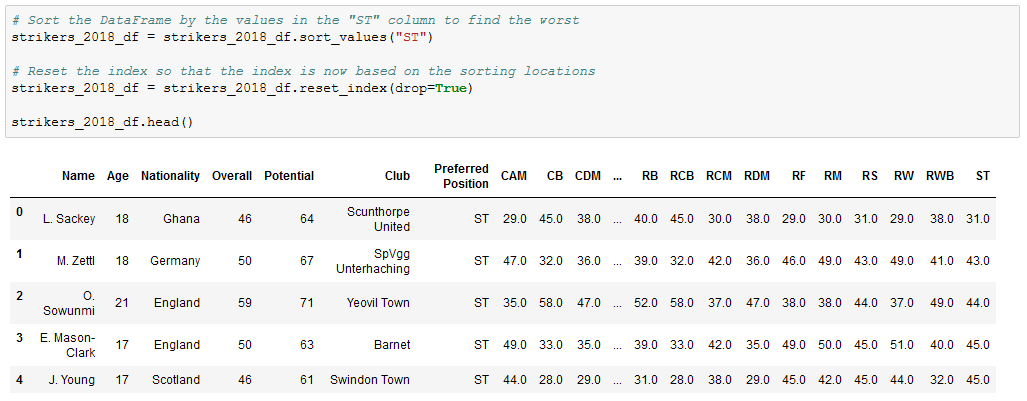 # Sort the DataFrame by the values in the "ST" column to find the worst
strikers_2018_df = strikers_2018_df.sort_values("ST")
# Reset the index so that the index is now based on the sorting locations
strikers_2018_df = strikers_2018_df.reset_index(drop=True)
strikers_2018_df.head()
Name Age Nationality Overall Potential Club Preferred Position CAM CB CDM ... RB RCB RCM RDM RF RM RS RW RWB ST
0 L. Sackey 18 Ghana 46 64 Scunthorpe United ST 29.0 45.0 38.0 ... 40.0 45.0 30.0 38.0 29.0 30.0 31.0 29.0 38.0 31.0
1 M. Zettl 18 Germany 50 67 SpVgg Unterhaching ST 47.0 32.0 36.0 ... 39.0 32.0 42.0 36.0 46.0 49.0 43.0 49.0 41.0 43.0
2 O. Sowunmi 21 England 59 71 Yeovil Town ST 35.0 58.0 47.0 ... 52.0 58.0 37.0 47.0 38.0 38.0 44.0 37.0 49.0 44.0
3 E. Mason-Clark 17 England 50 63 Barnet ST 49.0 33.0 35.0 ... 39.0 33.0 42.0 35.0 49.0 50.0 45.0 51.0 40.0 45.0
4 J. Young 17 Scotland 46 61 Swindon Town ST 44.0 28.0 29.0 ... 31.0 28.0 38.0 29.0 45.0 42.0 45.0 44.0 32.0 45.0